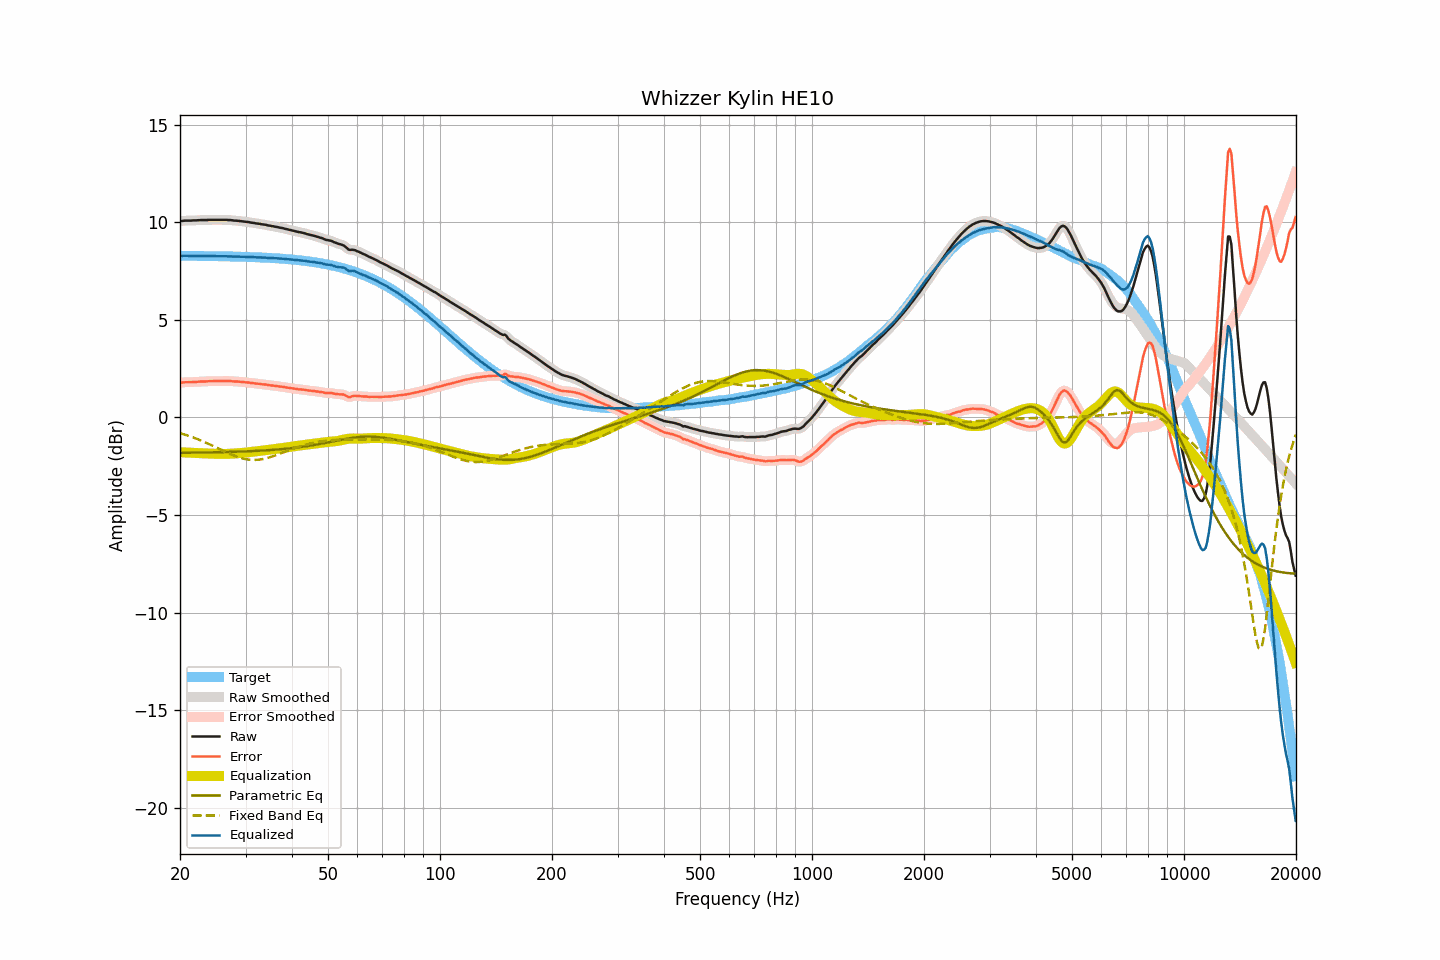 Whizzer Kylin HE10
15
10
5
0
−5
−10
−15
−20
Amplitude (dBr)
Target
Raw Smoothed
Error Smoothed
Raw
Error
Equalization
Parametric Eq
Fixed Band Eq
Equalized
20 50 100 200 500 1000 2000 5000 10000 20000
Frequency (Hz)